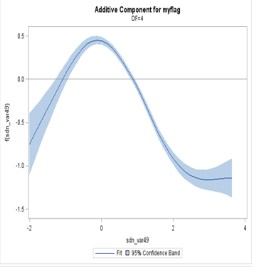 Additive Component for myflag
DF=4
f(sdn_var49)
0.5
0.0
-0.5
-1.0
-1.5
-2
0
2
4
sdn_var49
Fit
95% Confidence Band